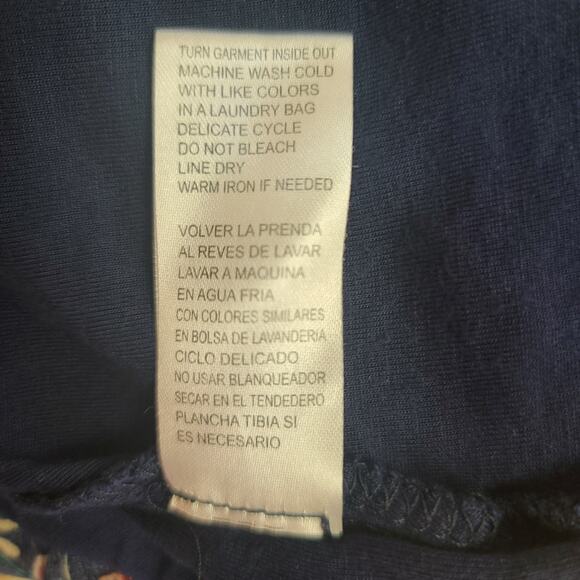 TURN GARMENT INSIDE OUT
MACHINE WASH COLD
WITH LIKE COLORS
IN A LAUNDRY BAG
DELICATE CYCLE
DO NOT BLEACH
LINE DRY
WARM IRON IF NEEDED
VOLVER LA PRENDA
AL REVES DE LAVAR
LAVAR A MAQUINA
EN AGUA FRIA
CON COLORES SIMILARES
EN BOLSA DE LAVANDERIA
CICLO DELICADO
NO USAR BLANQUEADOR
SECAR EN EL TENDEDERO
PLANCHA TIBIA SI
ES NECESARIO